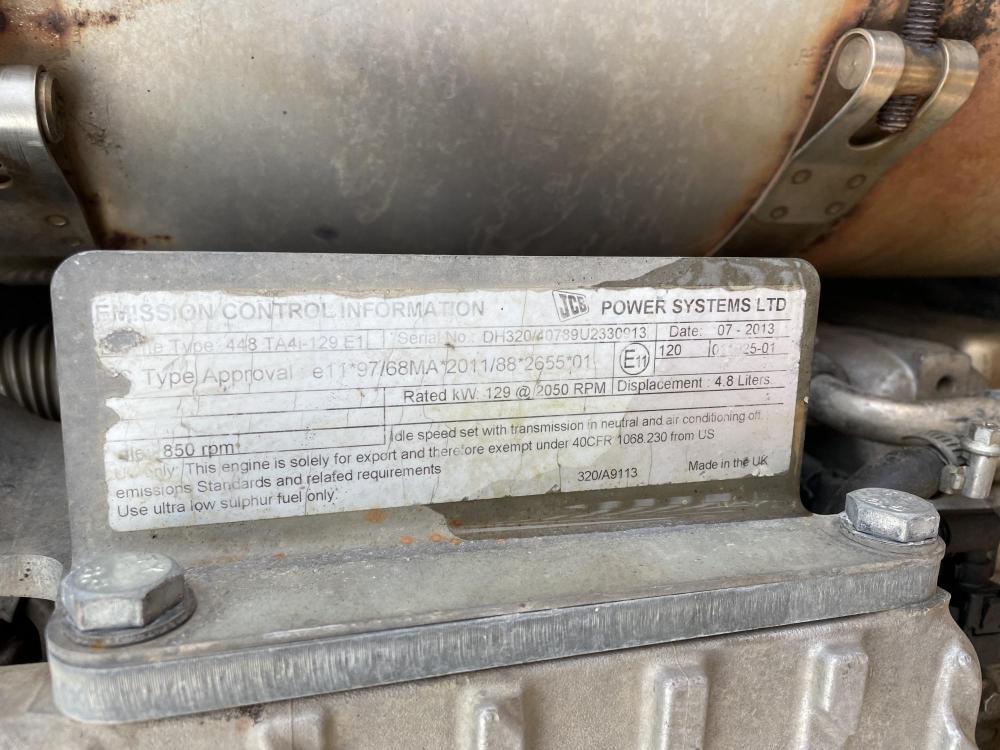 EMISSION CONTROL INFORMATION JCB POWER SYSTEMS LTD
Type: 448 TA4i-129 E1 Serial No.: DH320/40789U2330913 Date: 07 - 2013
Type Approval : e11*97/68MA*2011/88*2655*01 E11 120
Rated kW: 129 @ 2050 RPM Displacement : 4.8 Liters
850 rpm Idle speed set with transmission in neutral and air conditioning off.
only: This engine is solely for export and therefore exempt under 40CFR 1068.230 from US
emissions Standards and related requirements
Use ultra low sulphur fuel only. 320/A9113 Made in the UK